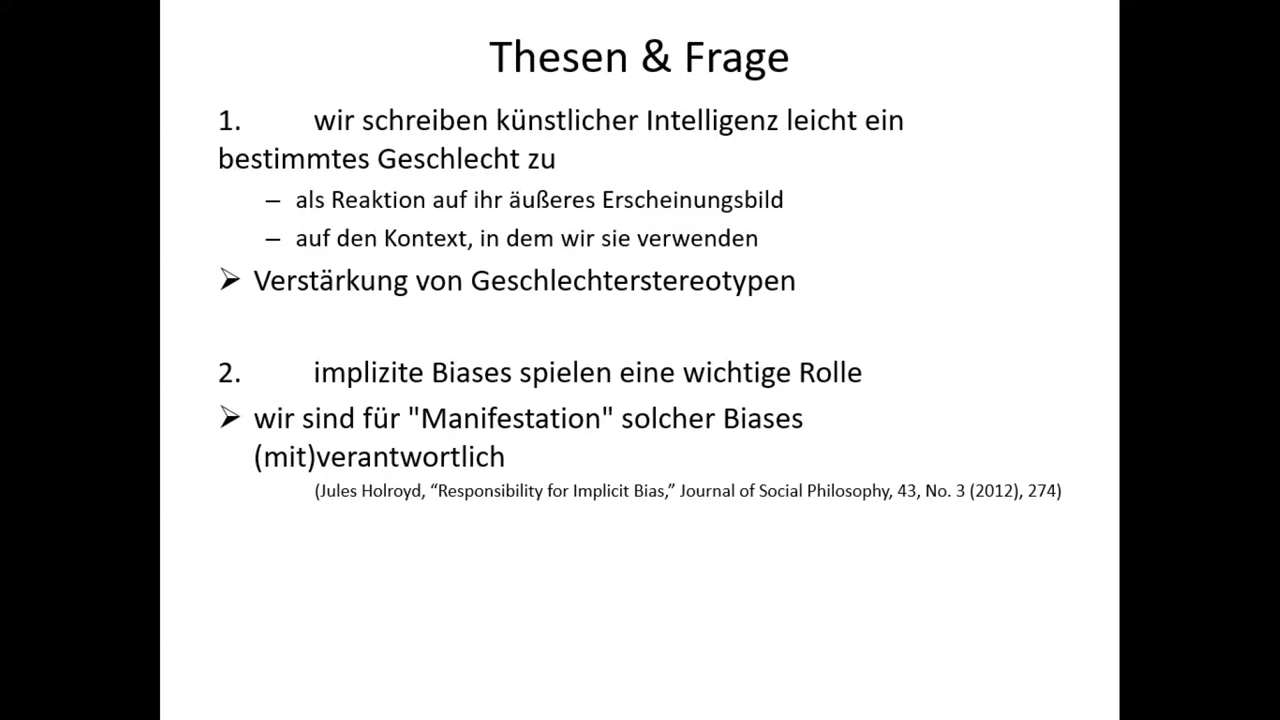 Thesen & Frage
1. wir schreiben künstlicher Intelligenz leicht ein
bestimmtes Geschlecht zu
– als Reaktion auf ihr äußeres Erscheinungsbild
– auf den Kontext, in dem wir sie verwenden
➢ Verstärkung von Geschlechterstereotypen
2. implizite Biases spielen eine wichtige Rolle
➢ wir sind für "Manifestation" solcher Biases
(mit)verantwortlich
(Jules Holroyd, “Responsibility for Implicit Bias,” Journal of Social Philosophy, 43, No. 3 (2012), 274)